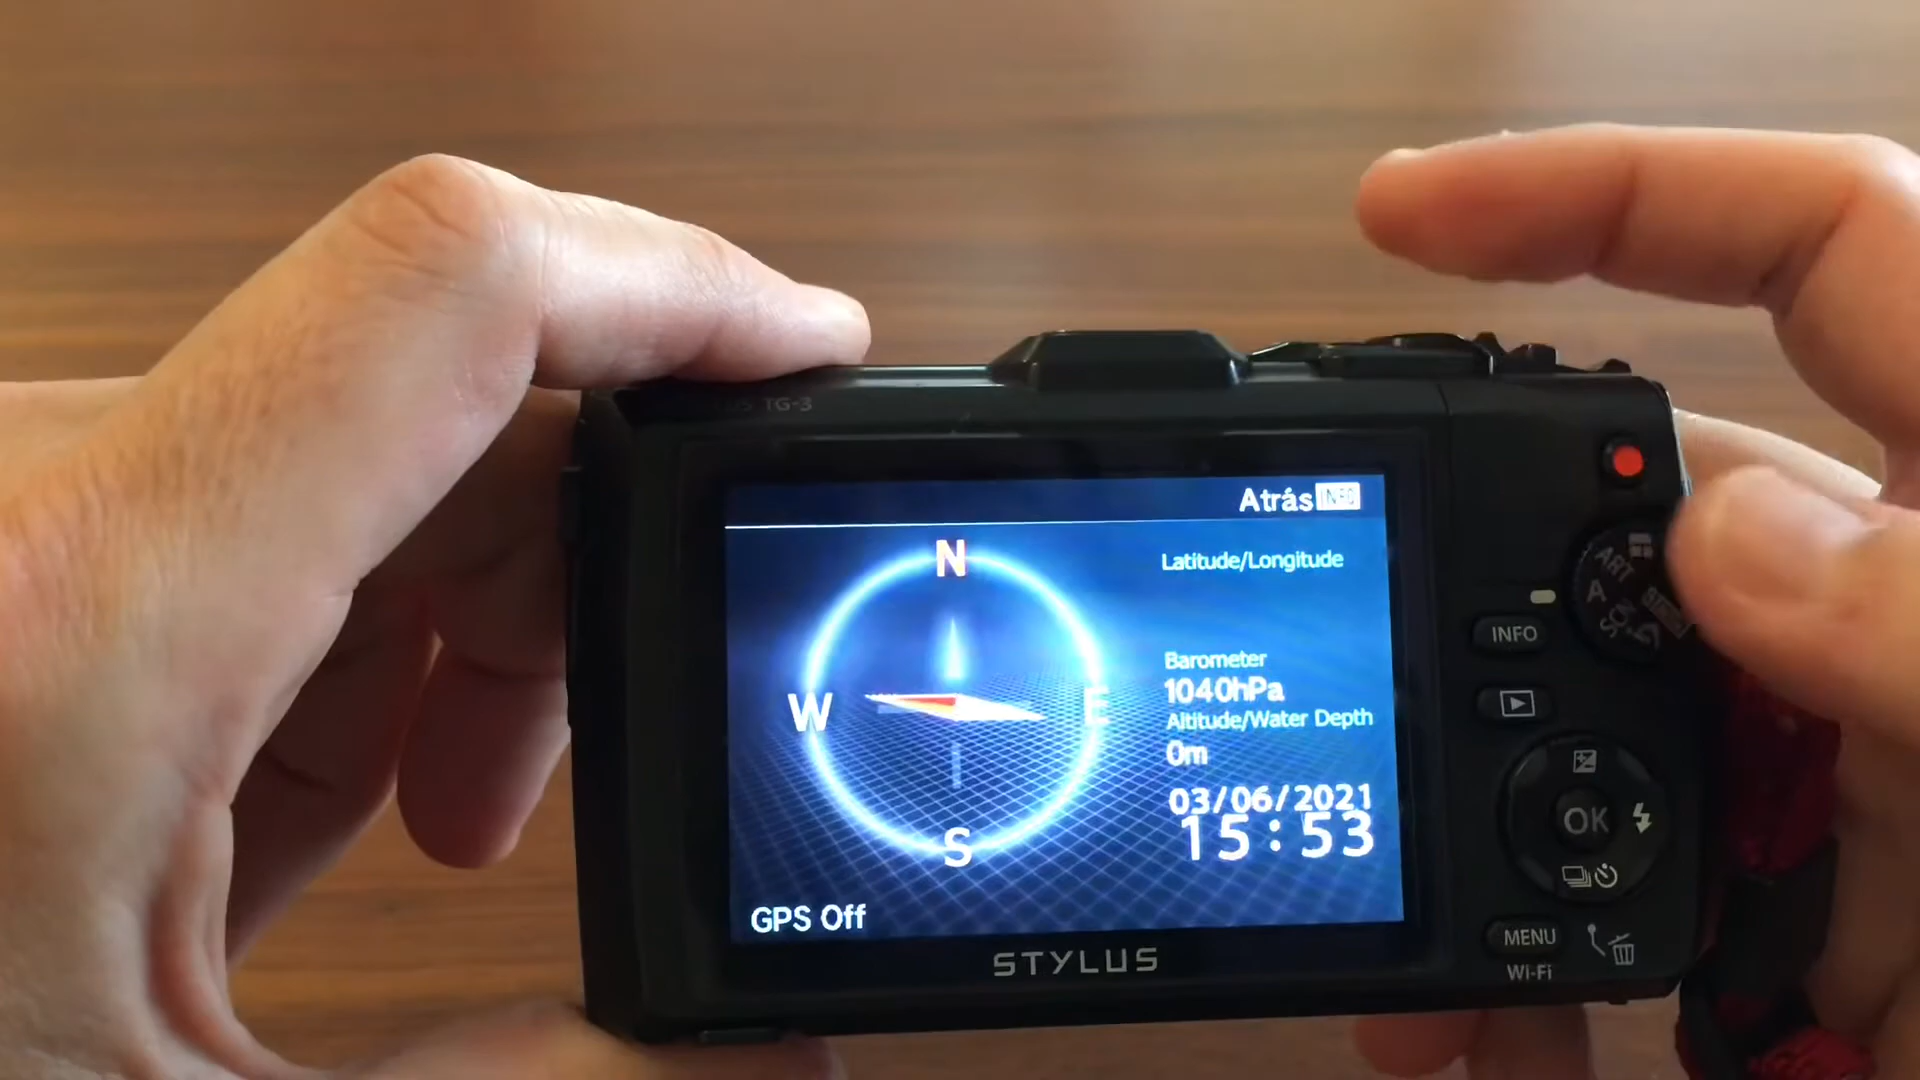 TG-3
Atrás INFO
N
Latitude/Longitude
W
E
Barometer
1040hPa
Altitude/Water Depth
0m
03/06/2021
15:53
S
GPS Off
STYLUS
ART
A
SCN
INFO
OK
MENU
Wi-Fi